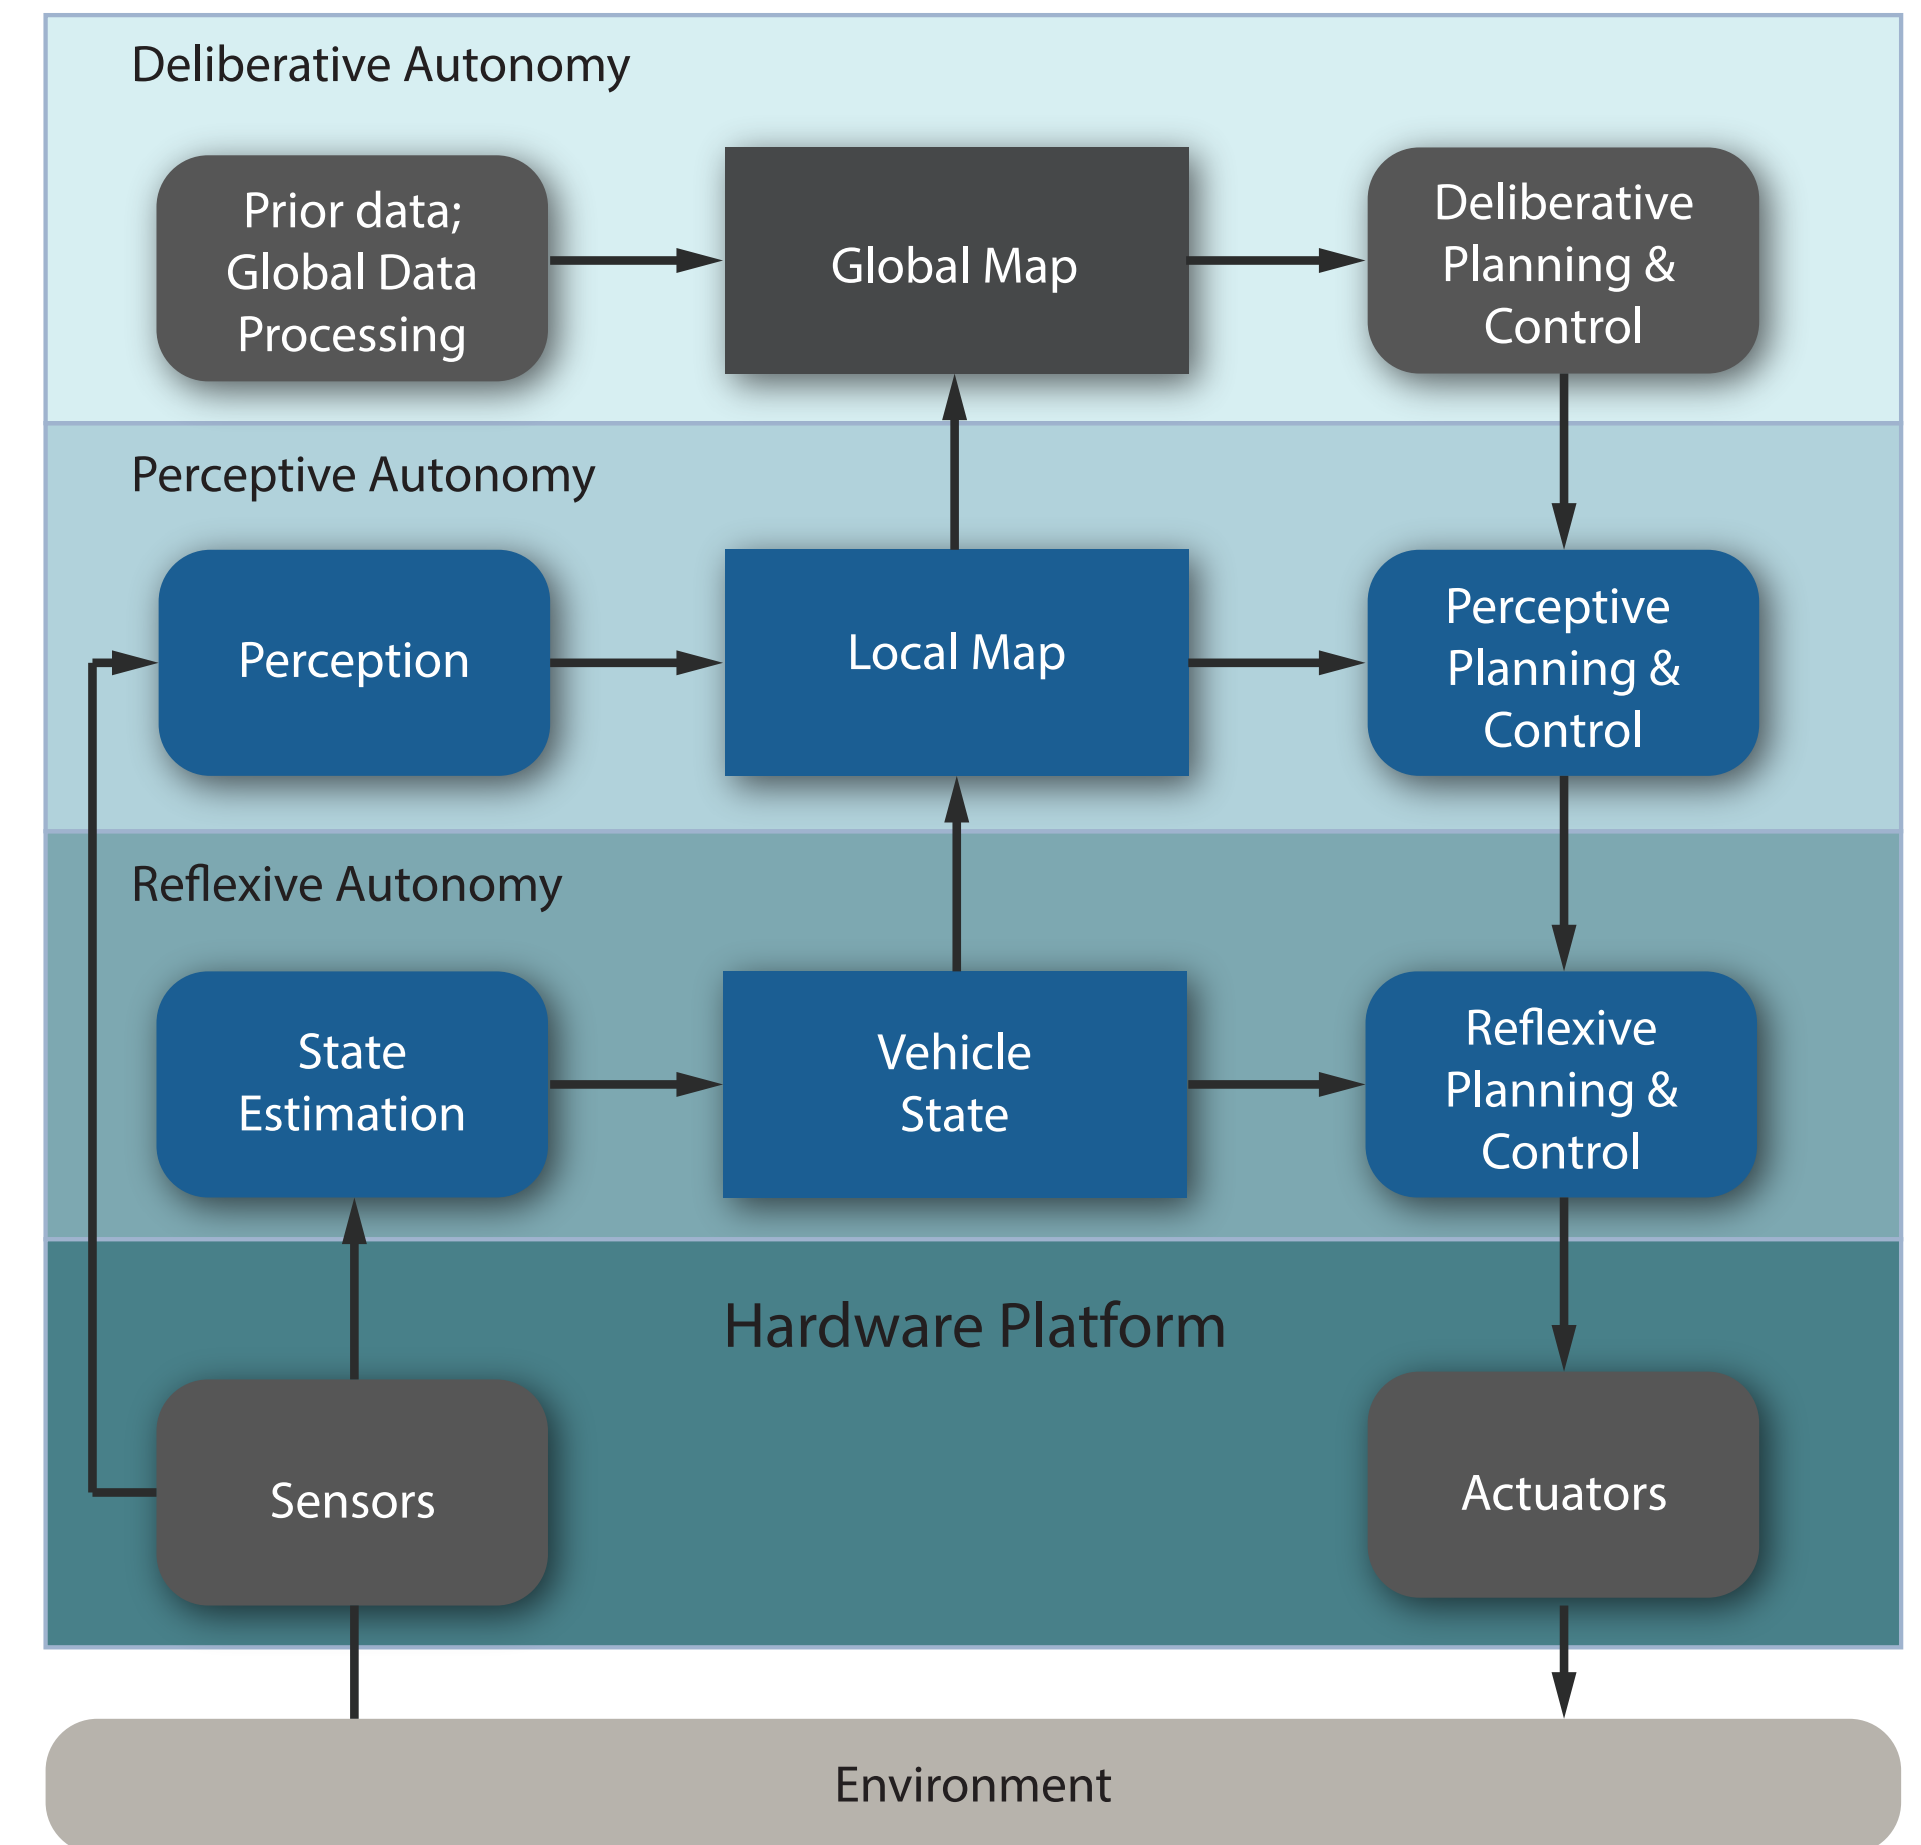 Deliberative Autonomy
Prior data;
Global Data
Processing
Global Map
Deliberative
Planning &
Control
Perceptive Autonomy
Perception
Local Map
Perceptive
Planning &
Control
Reflexive Autonomy
State
Estimation
Vehicle
State
Reflexive
Planning &
Control
Hardware Platform
Sensors
Actuators
Environment